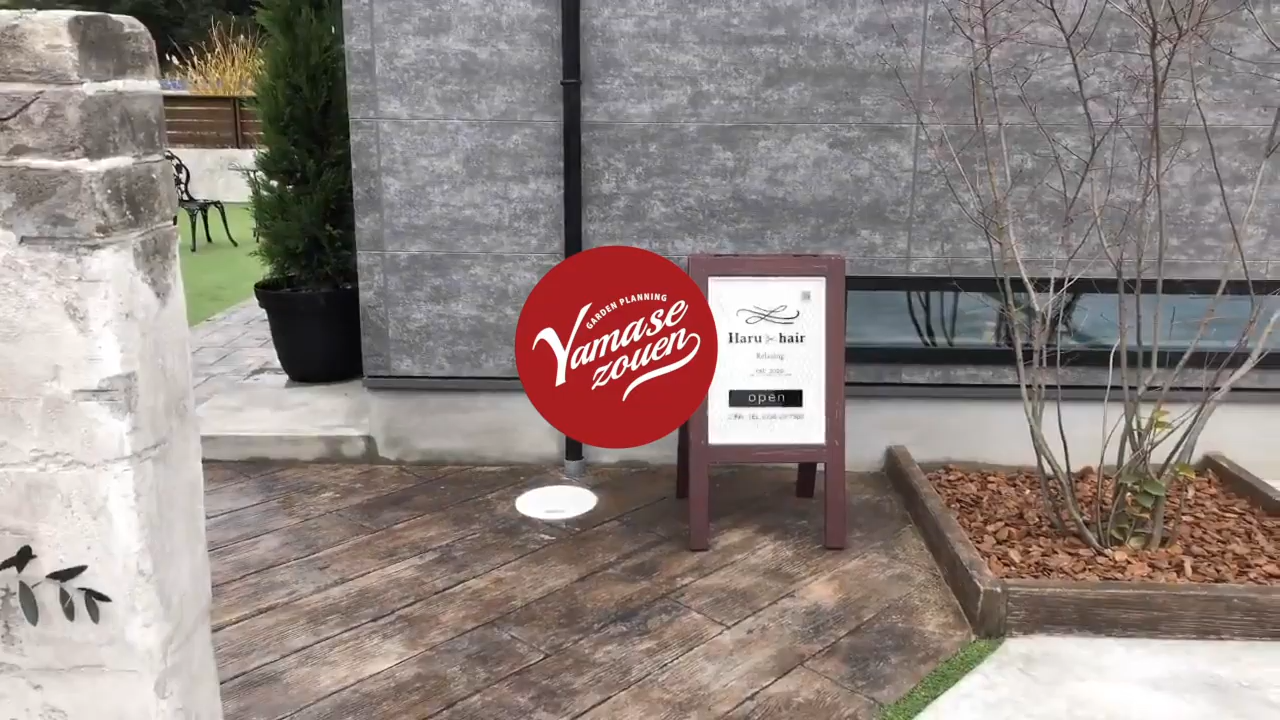 GARDEN PLANNING
Yamase
zouen
Haru hair
Relaxing
open